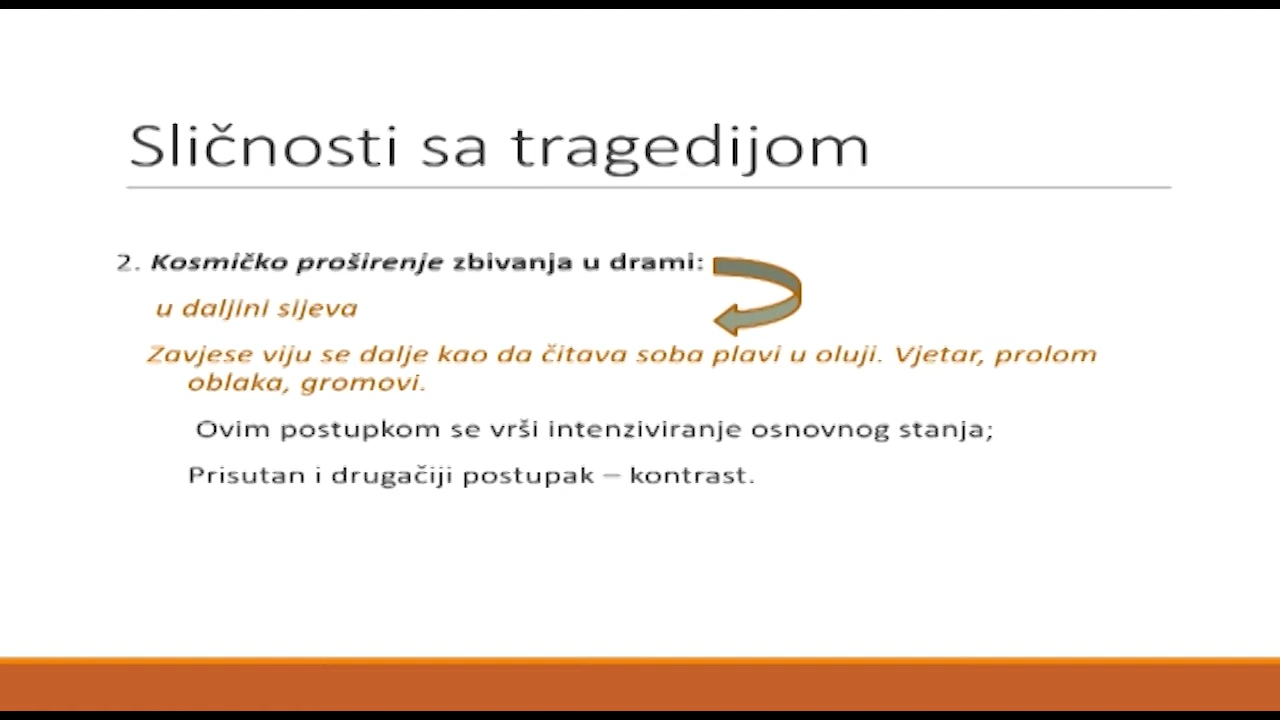 Sličnosti sa tragedijom
2. Kosmičko proširenje zbivanja u drami:
u daljini sijeva
Zavjese viju se dalje kao da čitava soba plavi u oluji. Vjetar, prolom
oblaka, gromovi.
Ovim postupkom se vrši intenziviranje osnovnog stanja;
Prisutan i drugačiji postupak – kontrast.